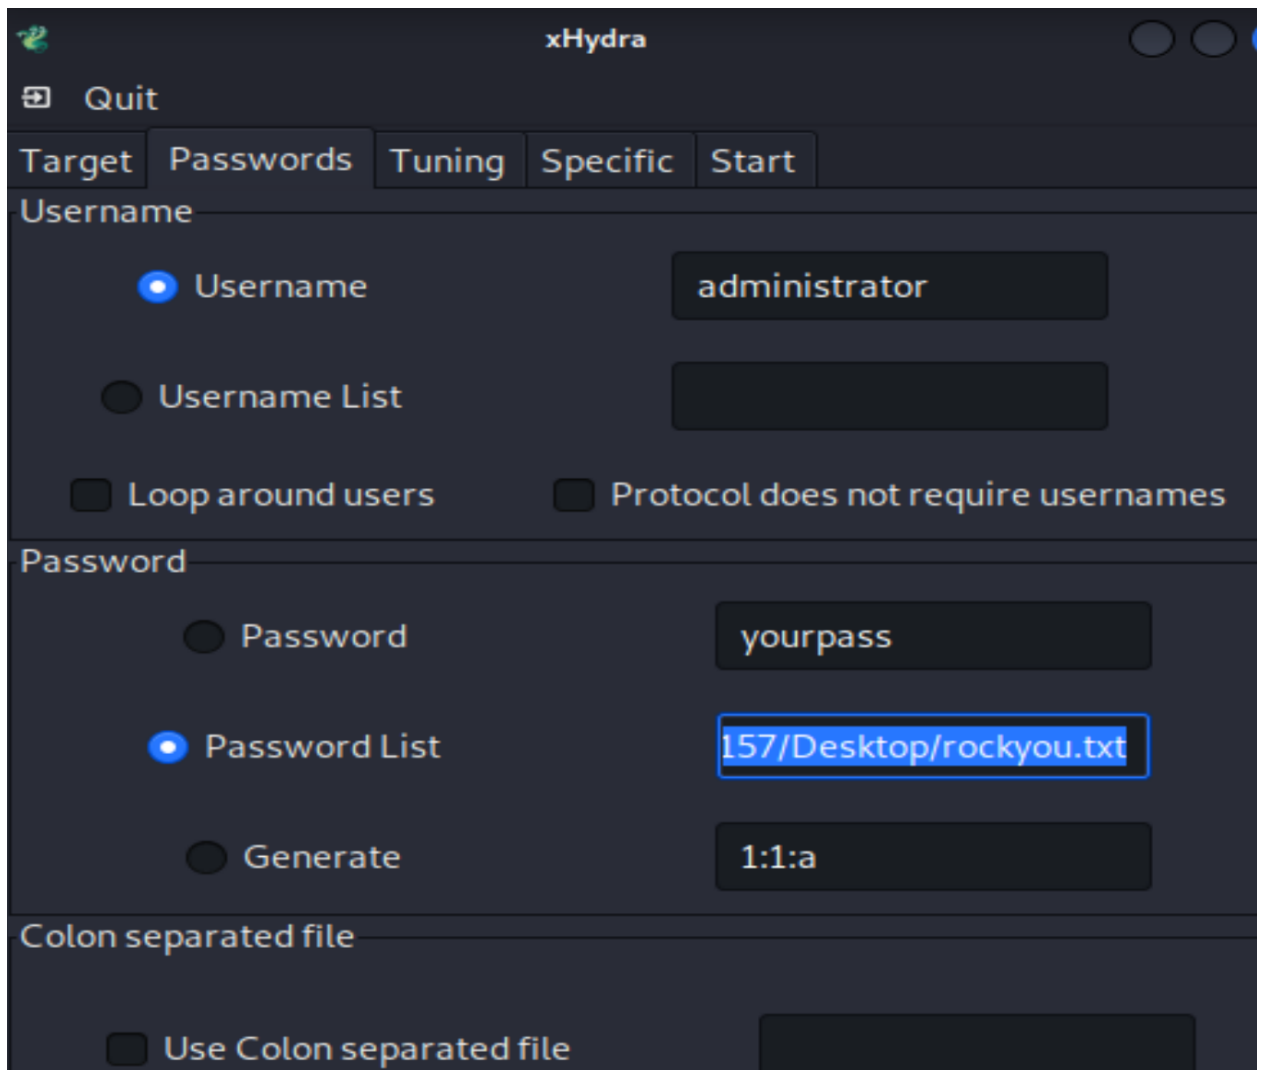 xHydra
Quit
Target Passwords Tuning Specific Start
Username
Username administrator
Username List
Loop around users Protocol does not require usernames
Password
Password yourpass
Password List 157/Desktop/rockyou.txt
Generate 1:1:a
Colon separated file
Use Colon separated file